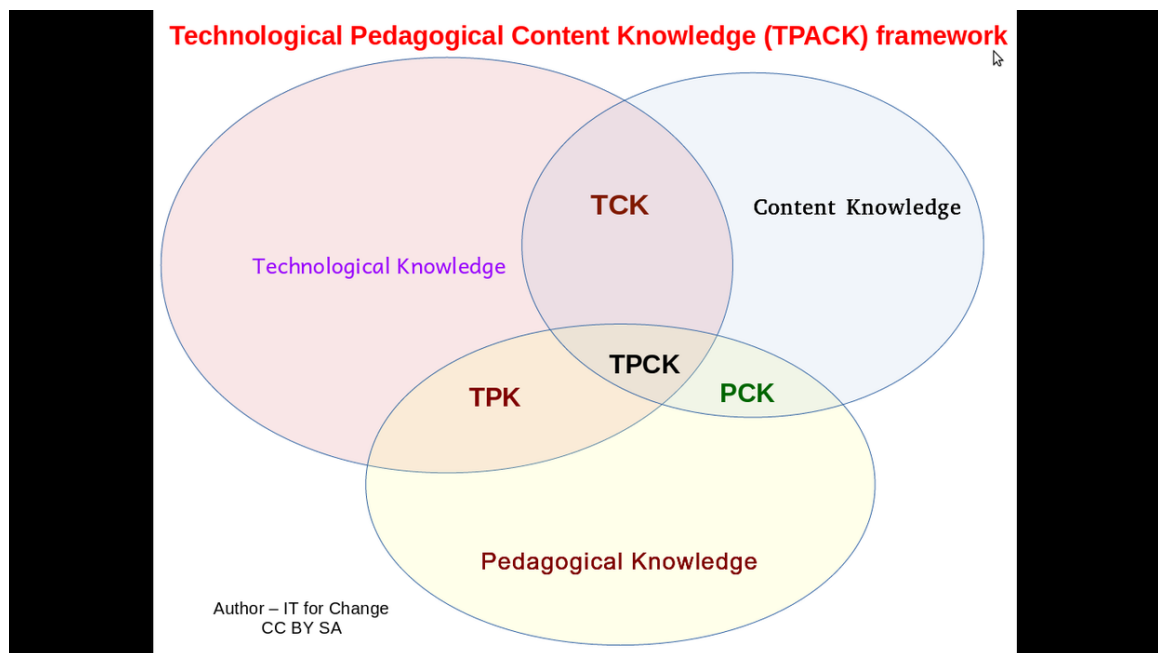 Technological Pedagogical Content Knowledge (TPACK) framework
TCK
Content Knowledge
Technological Knowledge
TPCK
TPK
PCK
Pedagogical Knowledge
Author – IT for Change
CC BY SA